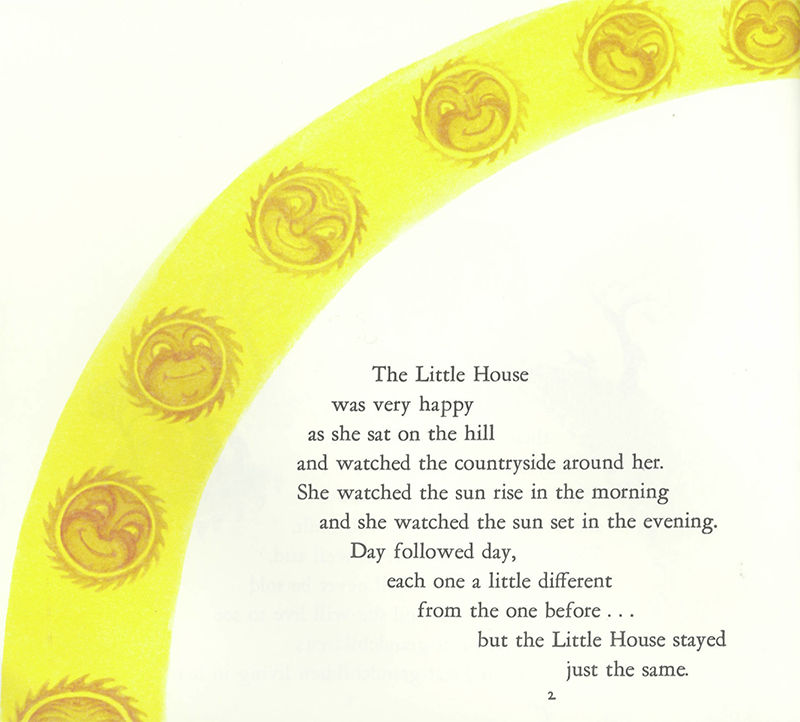 The Little House
was very happy
as she sat on the hill
and watched the countryside around her.
She watched the sun rise in the morning
and she watched the sun set in the evening.
Day followed day,
each one a little different
from the one before . . .
but the Little House stayed
just the same.
2